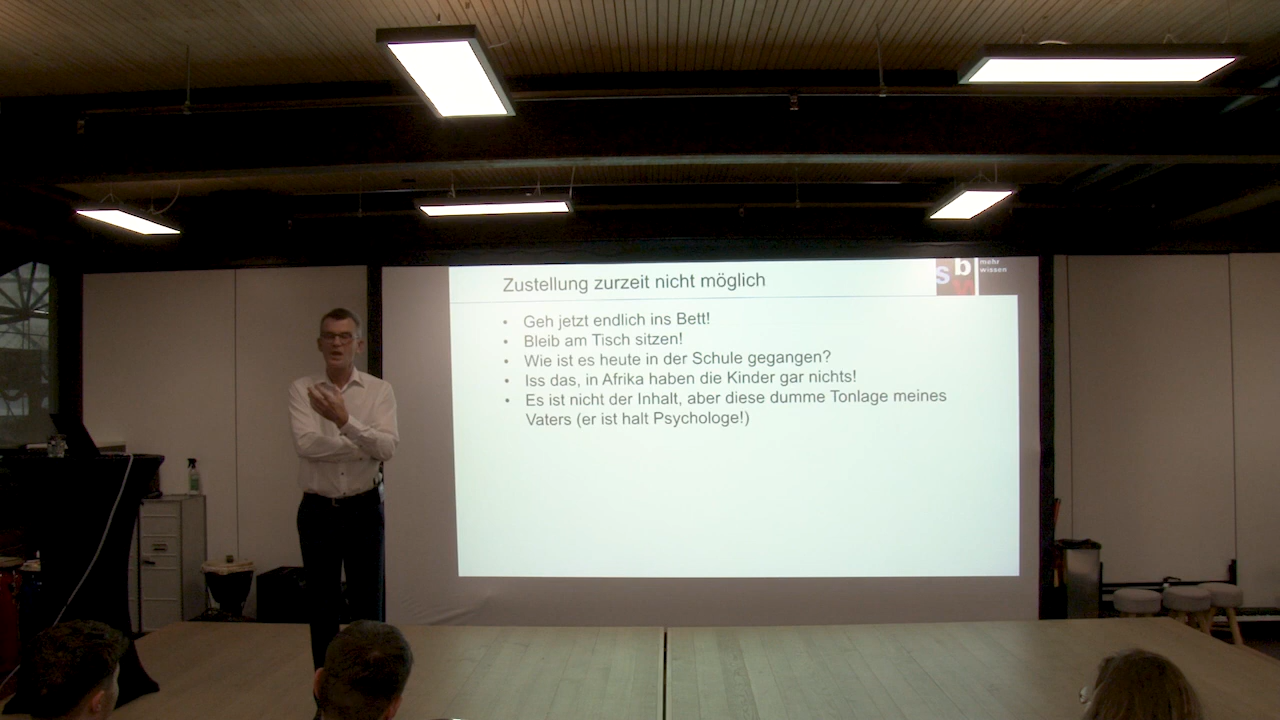 Zustellung zurzeit nicht möglich
sb
mehr
wissen
• Geh jetzt endlich ins Bett!
• Bleib am Tisch sitzen!
• Wie ist es heute in der Schule gegangen?
• Iss das, in Afrika haben die Kinder gar nichts!
• Es ist nicht der Inhalt, aber diese dumme Tonlage meines
Vaters (er ist halt Psychologe!)